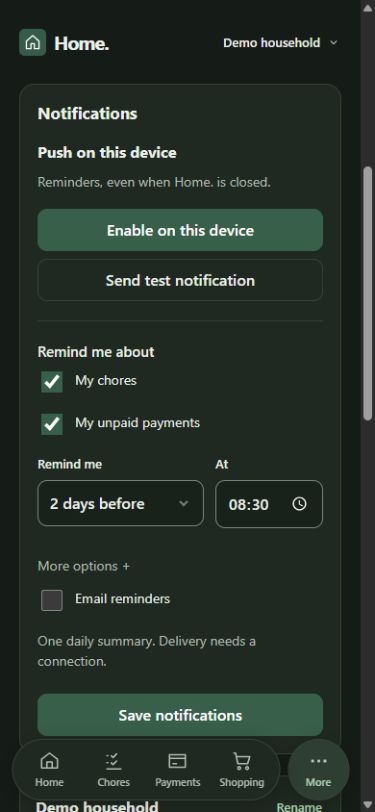 Home.
Demo household
Notifications
Push on this device
Reminders, even when Home. is closed.
Enable on this device
Send test notification
Remind me about
My chores
My unpaid payments
Remind me
At
2 days before
08:30
More options +
Email reminders
One daily summary. Delivery needs a
connection.
Save notifications
Home
Chores
Payments
Shopping
More
Demo household
Rename